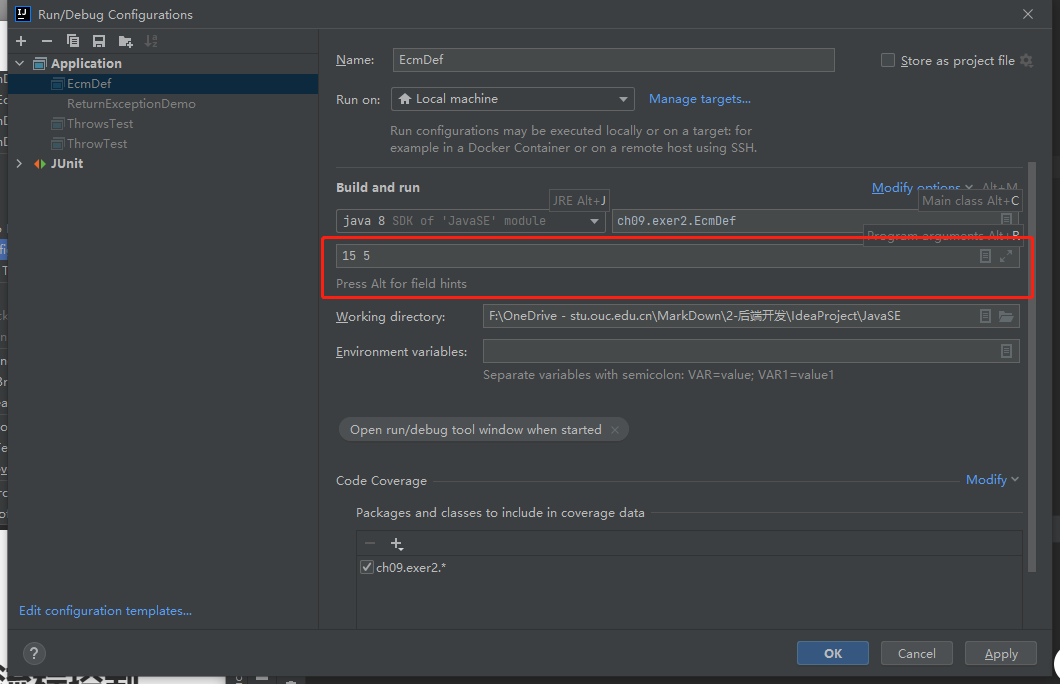 Run/Debug Configurations
Application
EcmDef
ReturnExceptionDemo
ThrowsTest
ThrowTest
JUnit
Edit configuration templates...
Name: EcmDef
Store as project file
Run on: Local machine Manage targets...
Run configurations may be executed locally or on a target: for
example in a Docker Container or on a remote host using SSH.
Build and run
Modify options Alt+M
JRE Alt+J
Main class Alt+C
java 8 SDK of 'JavaSE' module
ch09.exer2.EcmDef
Program arguments Alt+R
15 5
Press Alt for field hints
Working directory: F:\OneDrive - stu.ouc.edu.cn\MarkDown\2-后端开发\IdeaProject\JavaSE
Environment variables:
Separate variables with semicolon: VAR=value; VAR1=value1
Open run/debug tool window when started
Code Coverage
Modify
Packages and classes to include in coverage data
ch09.exer2.*
?
OK
Cancel
Apply